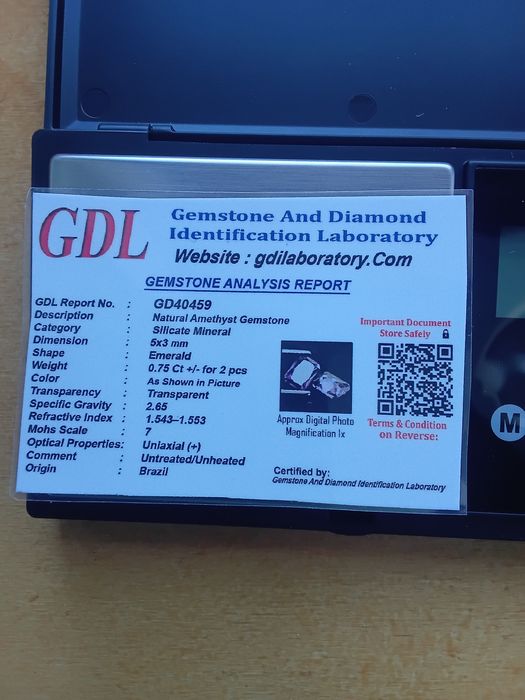 GDL
Gemstone And Diamond
Identification Laboratory
Website : gdilaboratory.Com
GEMSTONE ANALYSIS REPORT
GDL Report No. : GD40459
Description : Natural Amethyst Gemstone
Category : Silicate Mineral
Dimension : 5x3 mm
Shape : Emerald
Weight : 0.75 Ct +/- for 2 pcs
Color : As Shown in Picture
Transparency : Transparent
Specific Gravity : 2.65
Refractive Index : 1.543–1.553
Mohs Scale : 7
Optical Properties: Uniaxial (+)
Comment : Untreated/Unheated
Origin : Brazil
Approx Digital Photo
Magnification 1x
Important Document
Store Safely
Terms & Condition
on Reverse:
Certified by:
Gemstone And Diamond Identification Laboratory
M